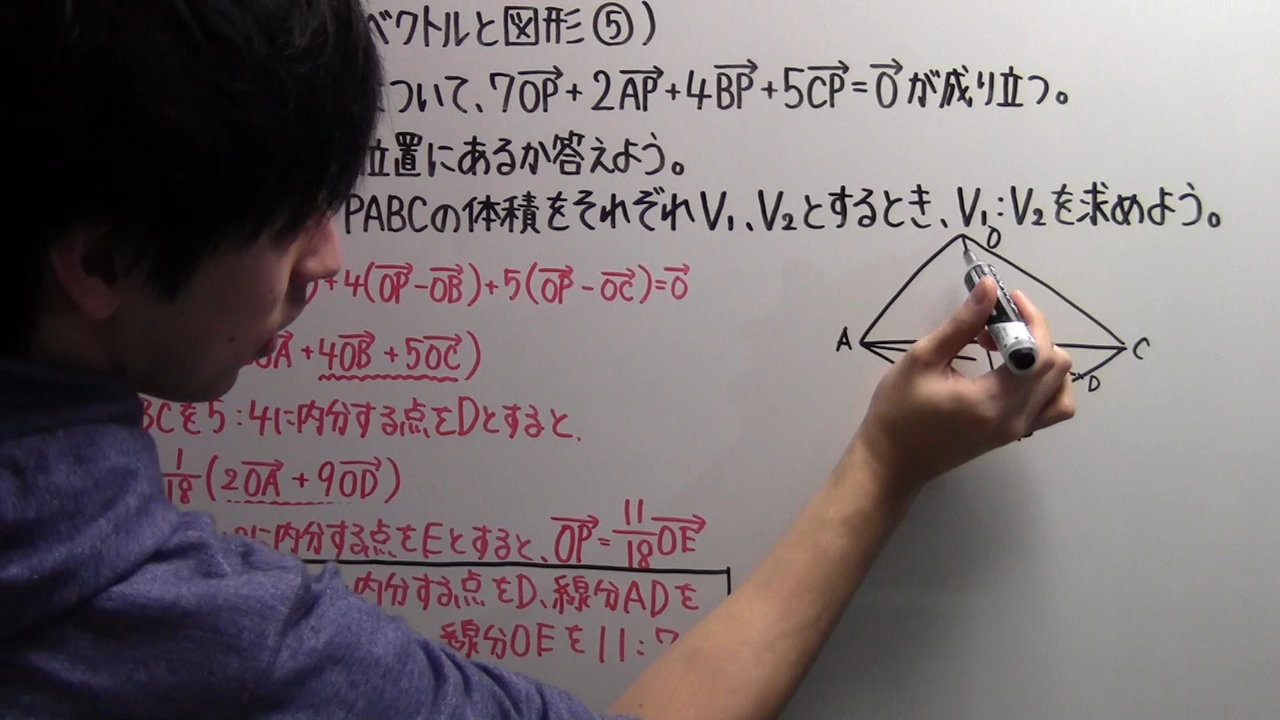 ベクトルと図形⑤)
ついて、7OP→+2AP→+4BP→+5CP→=0→が成り立つ。
位置にあるか答えよう。
PABCの体積をそれぞれV₁、V₂とするとき、V₁:V₂を求めよう。
+4(OP→-OB→)+5(OP→-OC→)=0→
A→+4OB→+5OC→)
BCを5:4に内分する点をDとすると、
1/18(2OA→+9OD→)
に内分する点をEとすると、OP→=11/18OE→
内分する点をD、線分ADを
線分OEを11:7
O
A
C
D